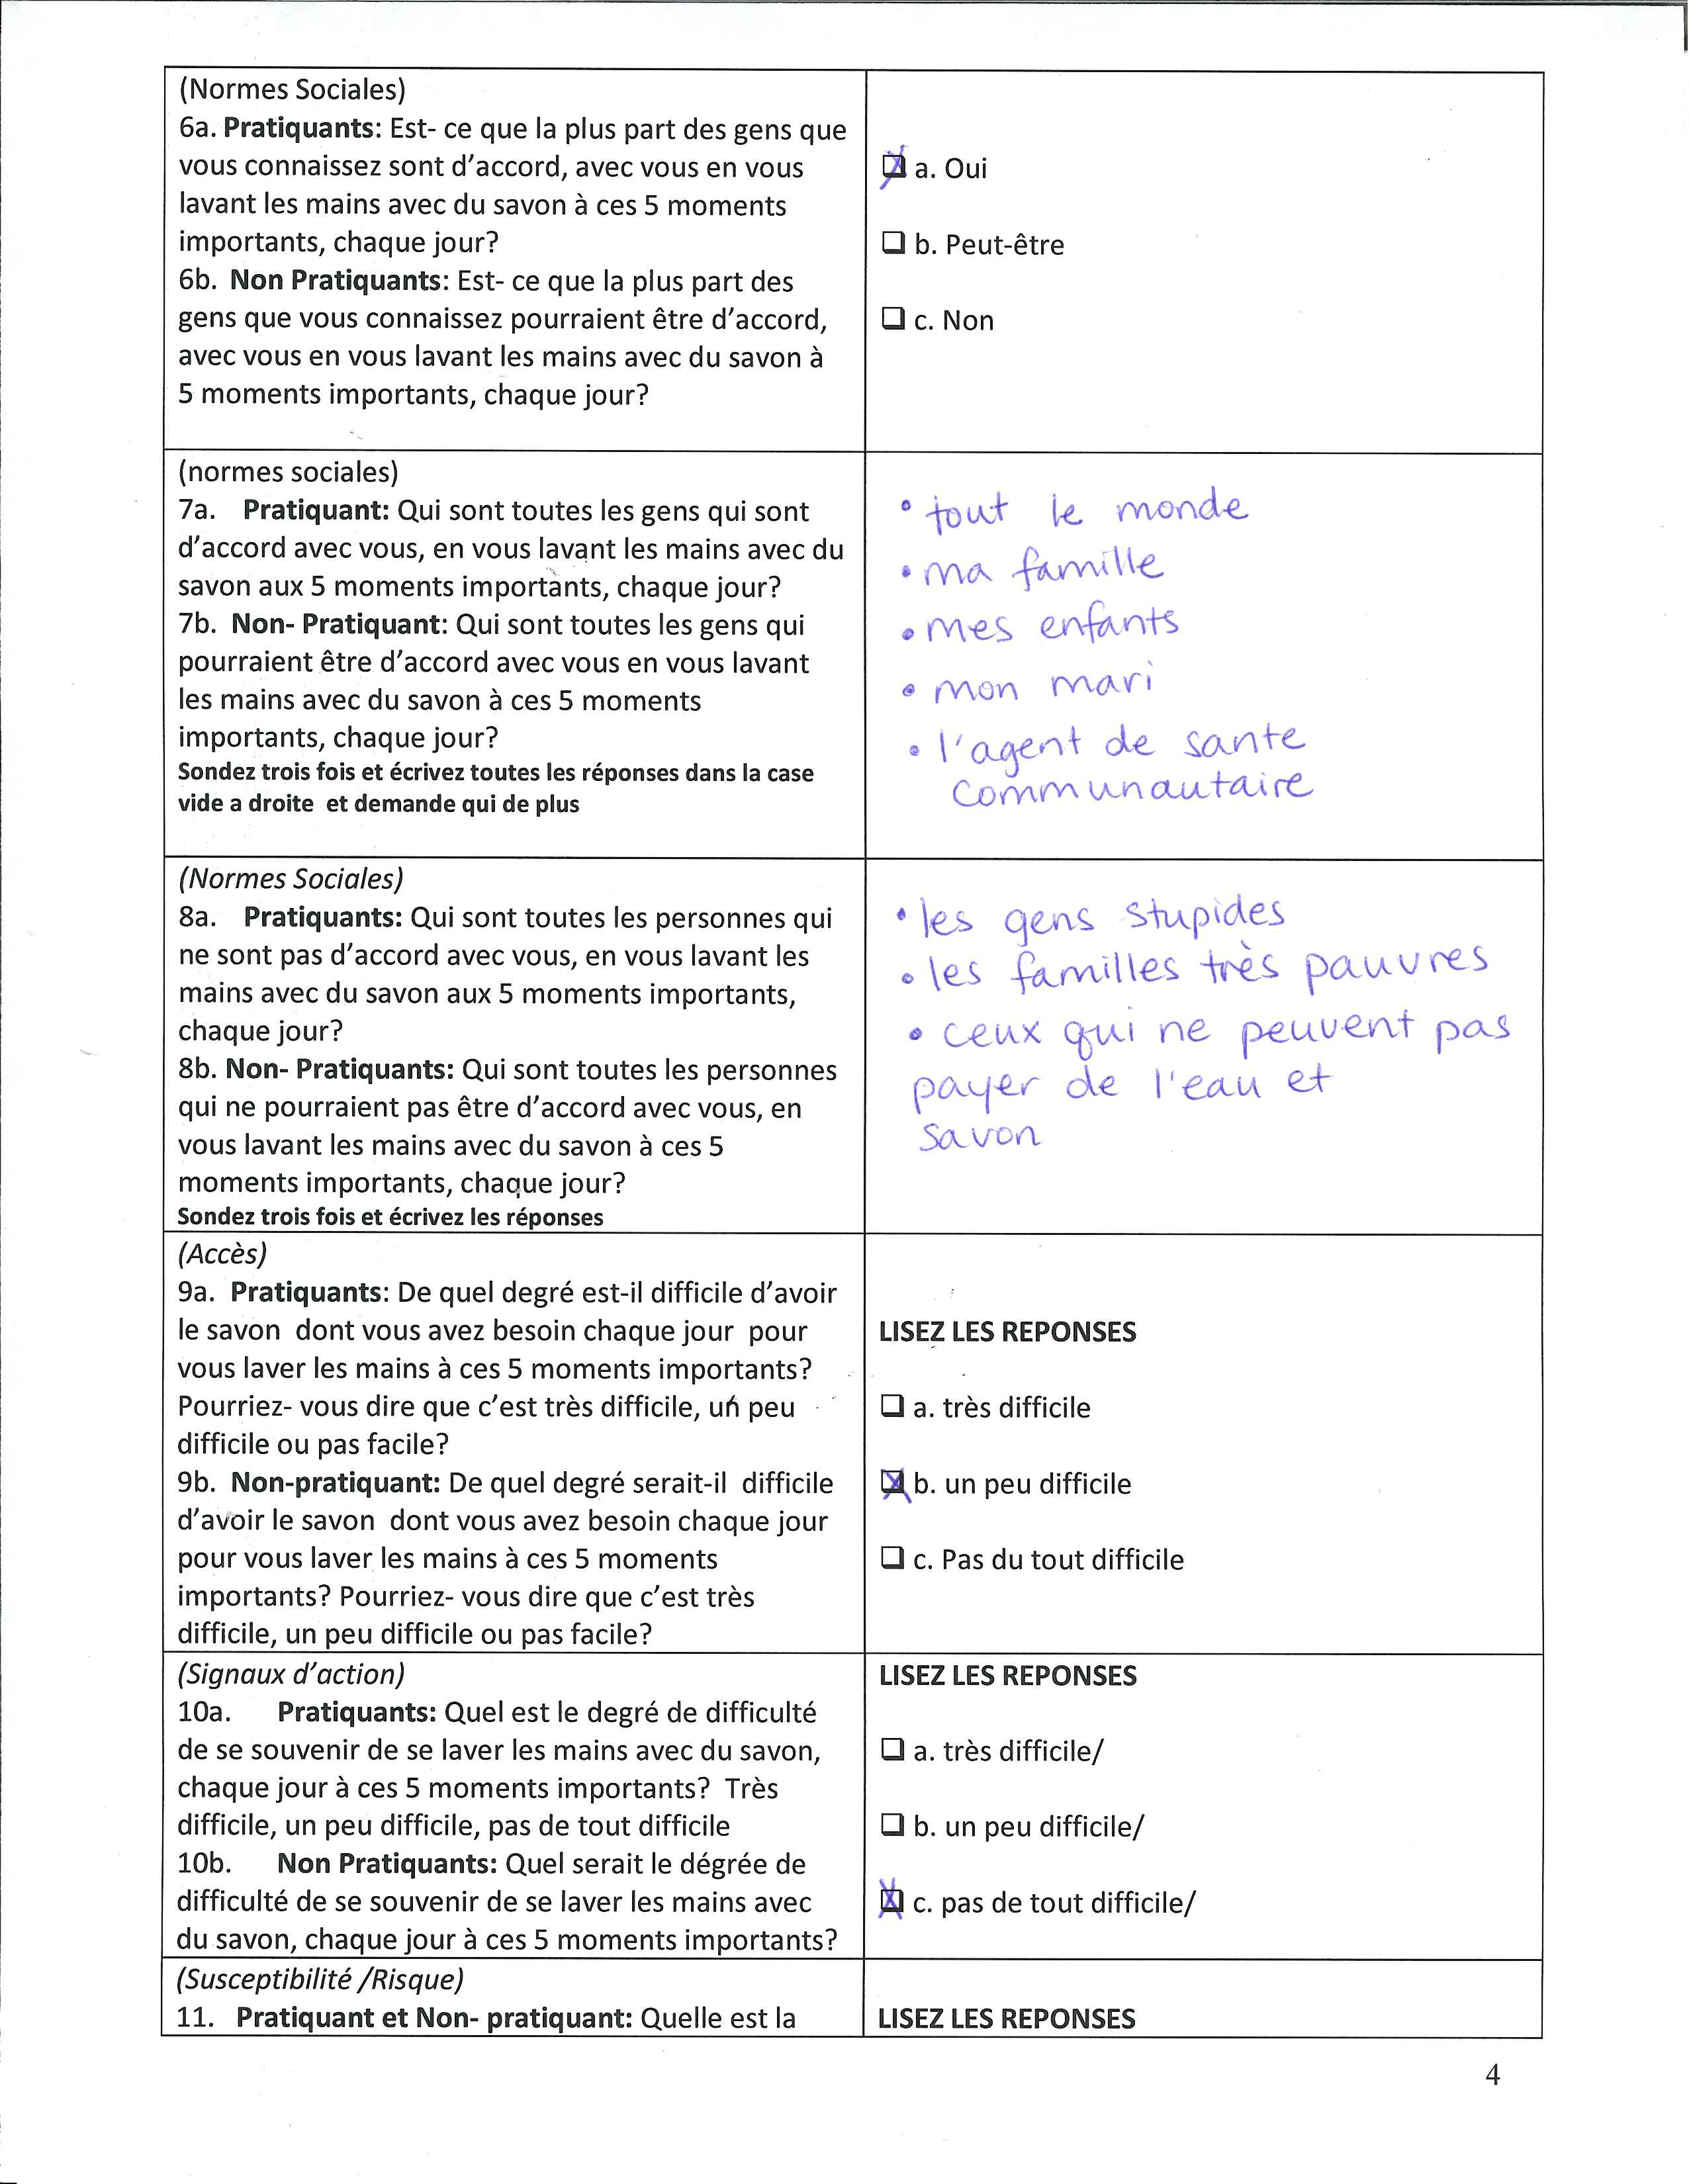 (Normes Sociales)
6a. Pratiquants: Est- ce que la plus part des gens que
vous connaissez sont d'accord, avec vous en vous
lavant les mains avec du savon à ces 5 moments
importants, chaque jour?
6b. Non Pratiquants: Est- ce que la plus part des
gens que vous connaissez pourraient être d'accord,
avec vous en vous lavant les mains avec du savon à
5 moments importants, chaque jour?
a. Oui
b. Peut-être
c. Non
(normes sociales)
7a. Pratiquant: Qui sont toutes les gens qui sont
d'accord avec vous, en vous lavant les mains avec du
savon aux 5 moments importants, chaque jour?
7b. Non- Pratiquant: Qui sont toutes les gens qui
pourraient être d'accord avec vous en vous lavant
les mains avec du savon à ces 5 moments
importants, chaque jour?
Sondez trois fois et écrivez toutes les réponses dans la case
vide a droite et demande qui de plus
• tout le monde
• ma famille
• mes enfants
• mon mari
• l'agent de sante
communautaire
(Normes Sociales)
8a. Pratiquants: Qui sont toutes les personnes qui
ne sont pas d'accord avec vous, en vous lavant les
mains avec du savon aux 5 moments importants,
chaque jour?
8b. Non- Pratiquants: Qui sont toutes les personnes
qui ne pourraient pas être d'accord avec vous, en
vous lavant les mains avec du savon à ces 5
moments importants, chaque jour?
Sondez trois fois et écrivez les réponses
• les gens stupides
• les familles très pauvres
• ceux qui ne peuvent pas
payer de l'eau et
savon
(Accès)
9a. Pratiquants: De quel degré est-il difficile d'avoir
le savon dont vous avez besoin chaque jour pour
vous laver les mains à ces 5 moments importants?
Pourriez- vous dire que c'est très difficile, un peu
difficile ou pas facile?
9b. Non-pratiquant: De quel degré serait-il difficile
d'avoir le savon dont vous avez besoin chaque jour
pour vous laver les mains à ces 5 moments
importants? Pourriez- vous dire que c'est très
difficile, un peu difficile ou pas facile?
LISEZ LES REPONSES
a. très difficile
b. un peu difficile
c. Pas du tout difficile
(Signaux d'action)
10a. Pratiquants: Quel est le degré de difficulté
de se souvenir de se laver les mains avec du savon,
chaque jour à ces 5 moments importants? Très
difficile, un peu difficile, pas de tout difficile
10b. Non Pratiquants: Quel serait le dégrée de
difficulté de se souvenir de se laver les mains avec
du savon, chaque jour à ces 5 moments importants?
LISEZ LES REPONSES
a. très difficile/
b. un peu difficile/
c. pas de tout difficile/
(Susceptibilité /Risque)
11. Pratiquant et Non- pratiquant: Quelle est la
LISEZ LES REPONSES
4